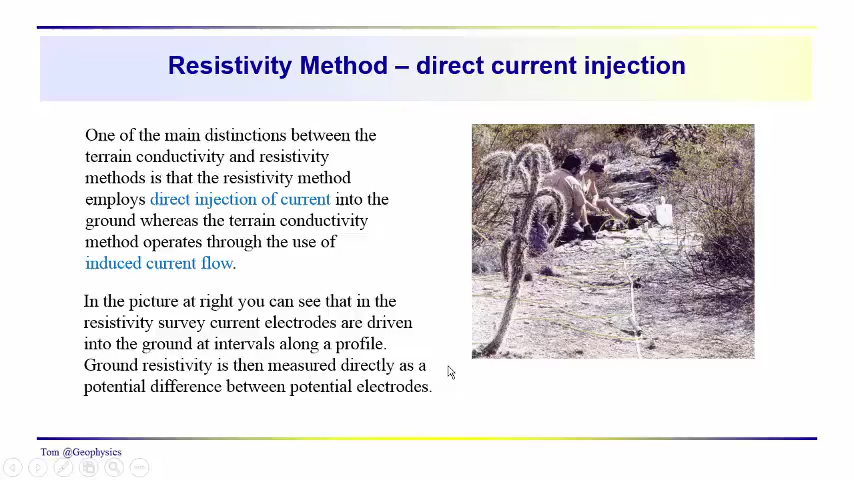 Resistivity Method – direct current injection
One of the main distinctions between the
terrain conductivity and resistivity
methods is that the resistivity method
employs direct injection of current into the
ground whereas the terrain conductivity
method operates through the use of
induced current flow.
In the picture at right you can see that in the
resistivity survey current electrodes are driven
into the ground at intervals along a profile.
Ground resistivity is then measured directly as a
potential difference between potential electrodes.
Tom @Geophysics